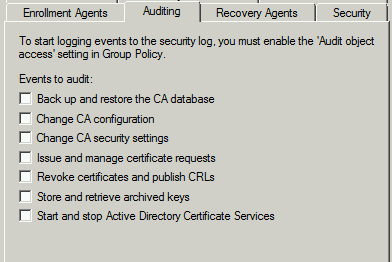 Enrollment Agents
Auditing
Recovery Agents
Security
To start logging events to the security log, you must enable the 'Audit object
access' setting in Group Policy.
Events to audit:
Back up and restore the CA database
Change CA configuration
Change CA security settings
Issue and manage certificate requests
Revoke certificates and publish CRLs
Store and retrieve archived keys
Start and stop Active Directory Certificate Services